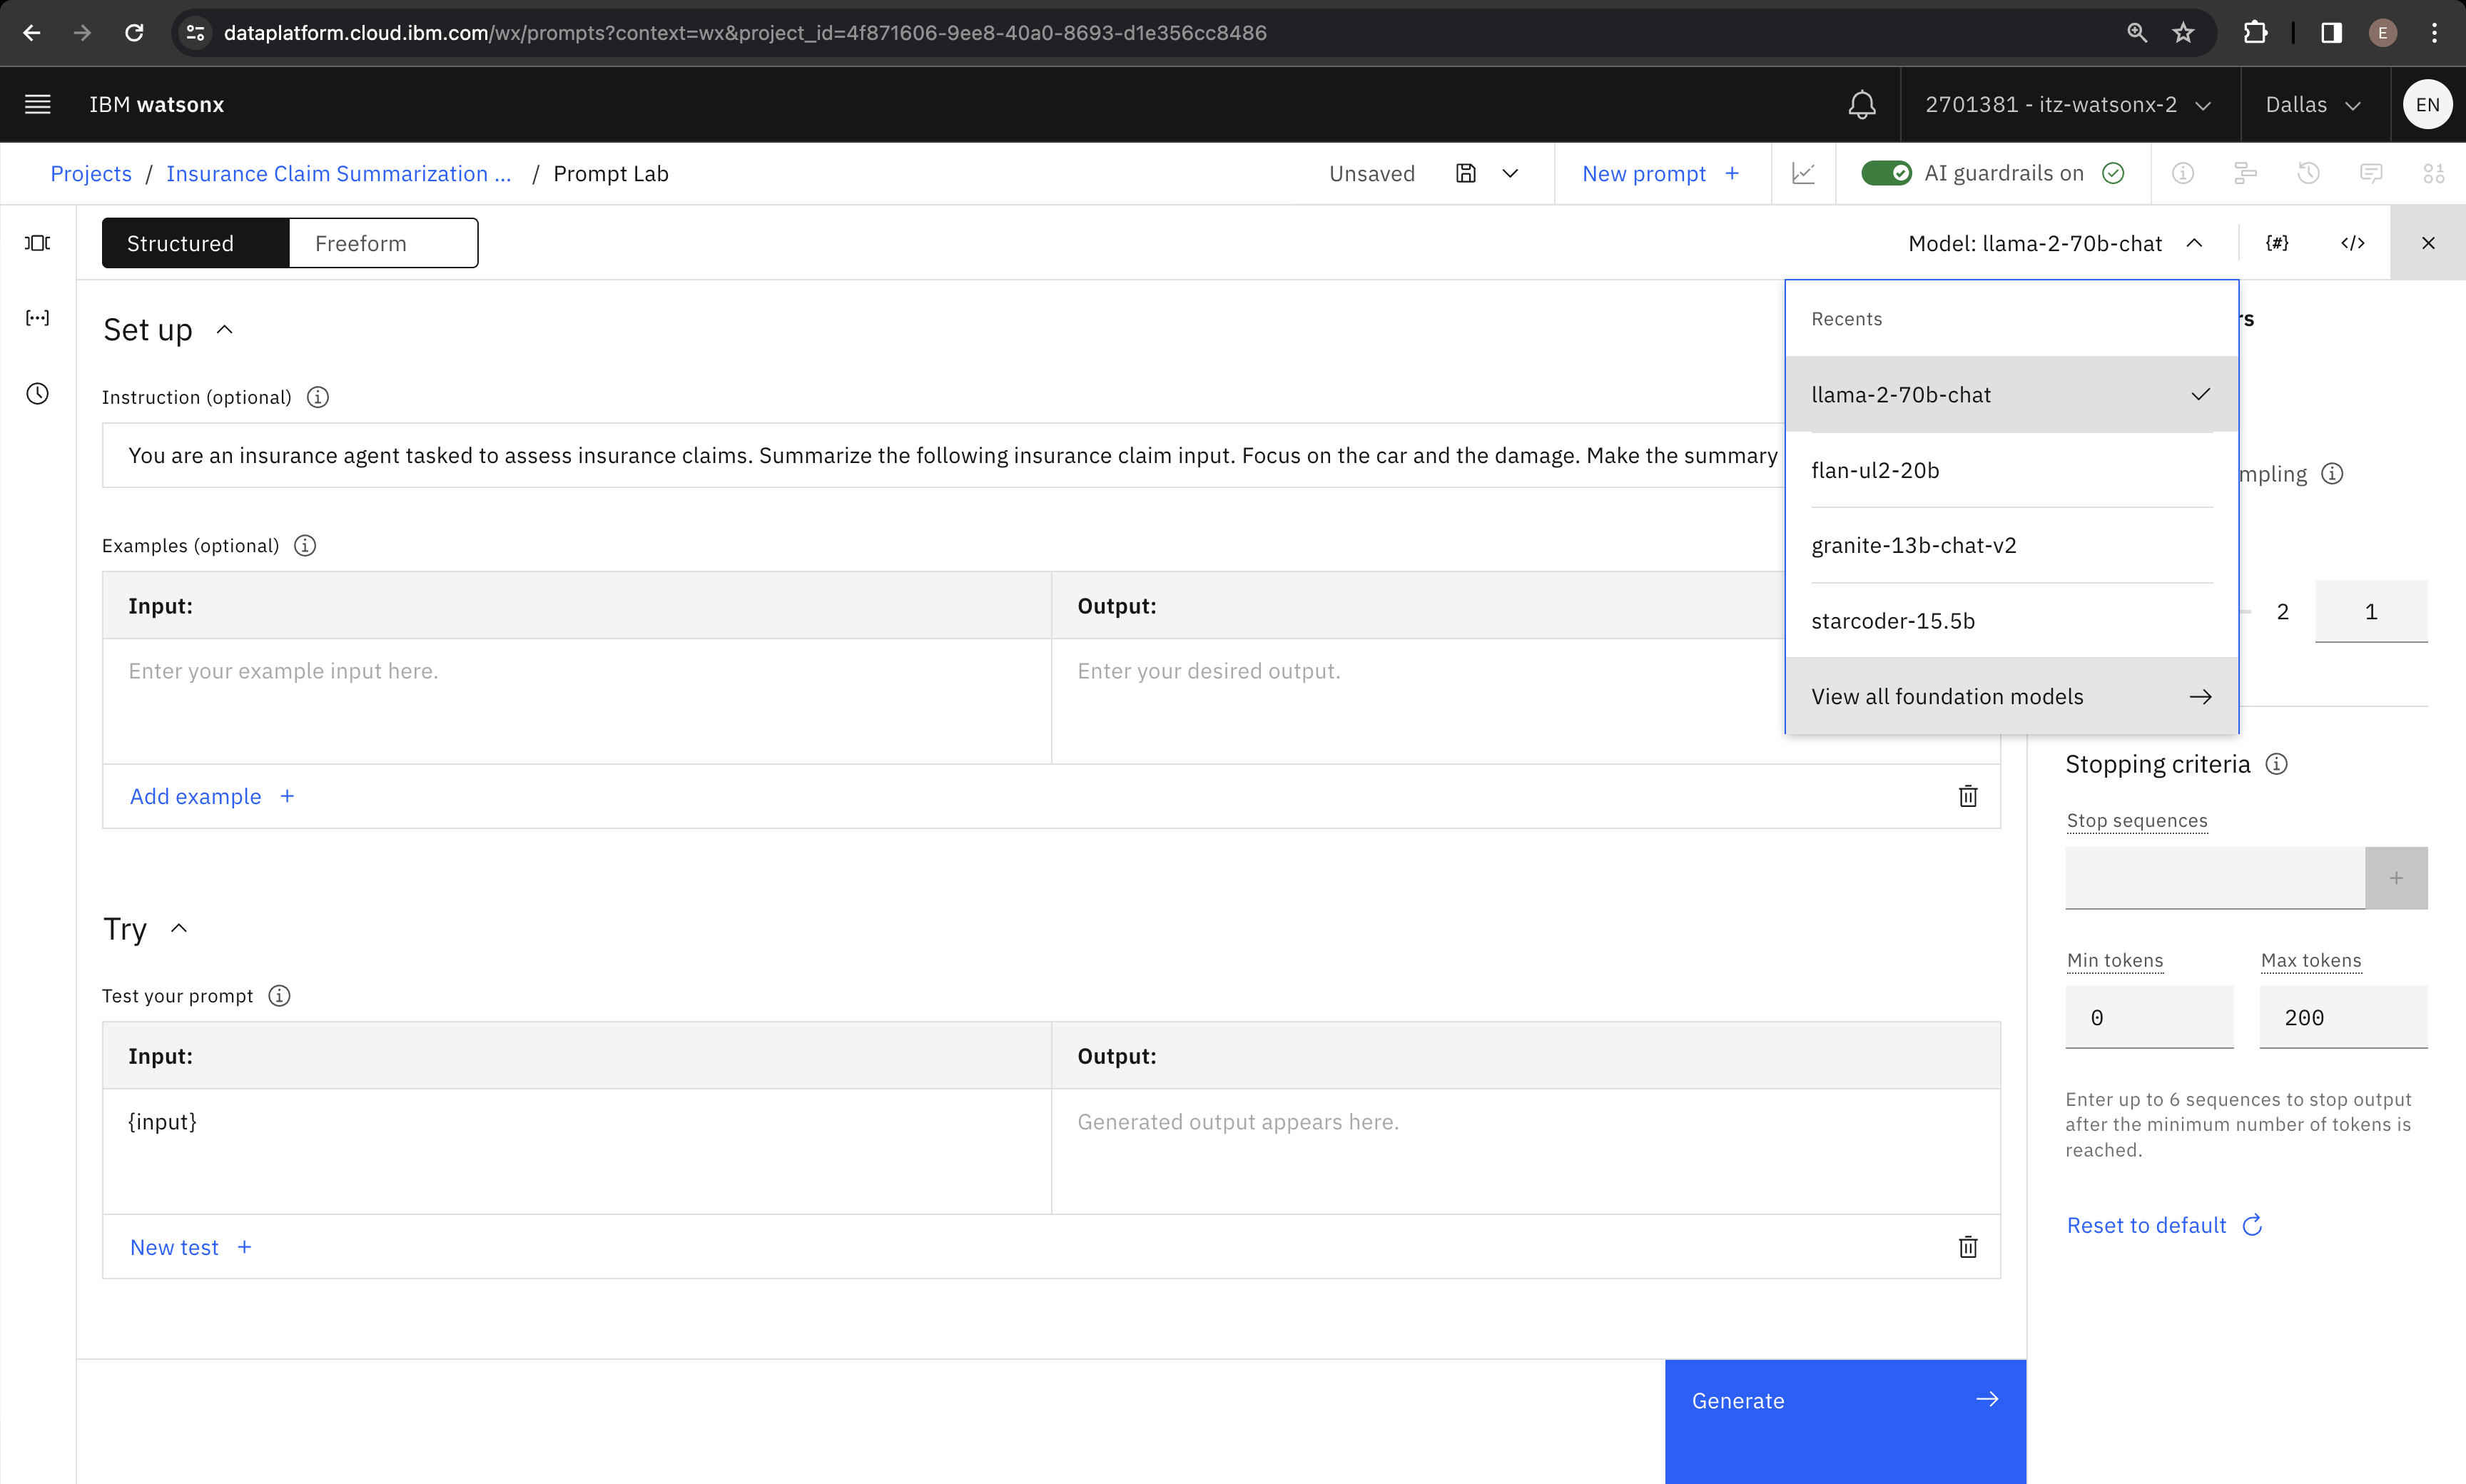 dataplatform.cloud.ibm.com/wx/prompts?context=wx&project_id=4f871606-9ee8-40a0-8693-d1e356cc8486
E
IBM watsonx
2701381 - itz-watsonx-2
Dallas
EN
Projects / Insurance Claim Summarization ... / Prompt Lab
Unsaved
New prompt +
AI guardrails on
Structured
Freeform
Model: llama-2-70b-chat
{#}
</>
Set up
Instruction (optional)
You are an insurance agent tasked to assess insurance claims. Summarize the following insurance claim input. Focus on the car and the damage. Make the summary
Examples (optional)
Input:
Output:
Enter your example input here.
Enter your desired output.
Add example +
Try
Test your prompt
Input:
Output:
{input}
Generated output appears here.
New test +
Generate
Recents
llama-2-70b-chat
flan-ul2-20b
granite-13b-chat-v2
starcoder-15.5b
View all foundation models
rs
mpling
2
1
Stopping criteria
Stop sequences
+
Min tokens
Max tokens
0
200
Enter up to 6 sequences to stop output
after the minimum number of tokens is
reached.
Reset to default